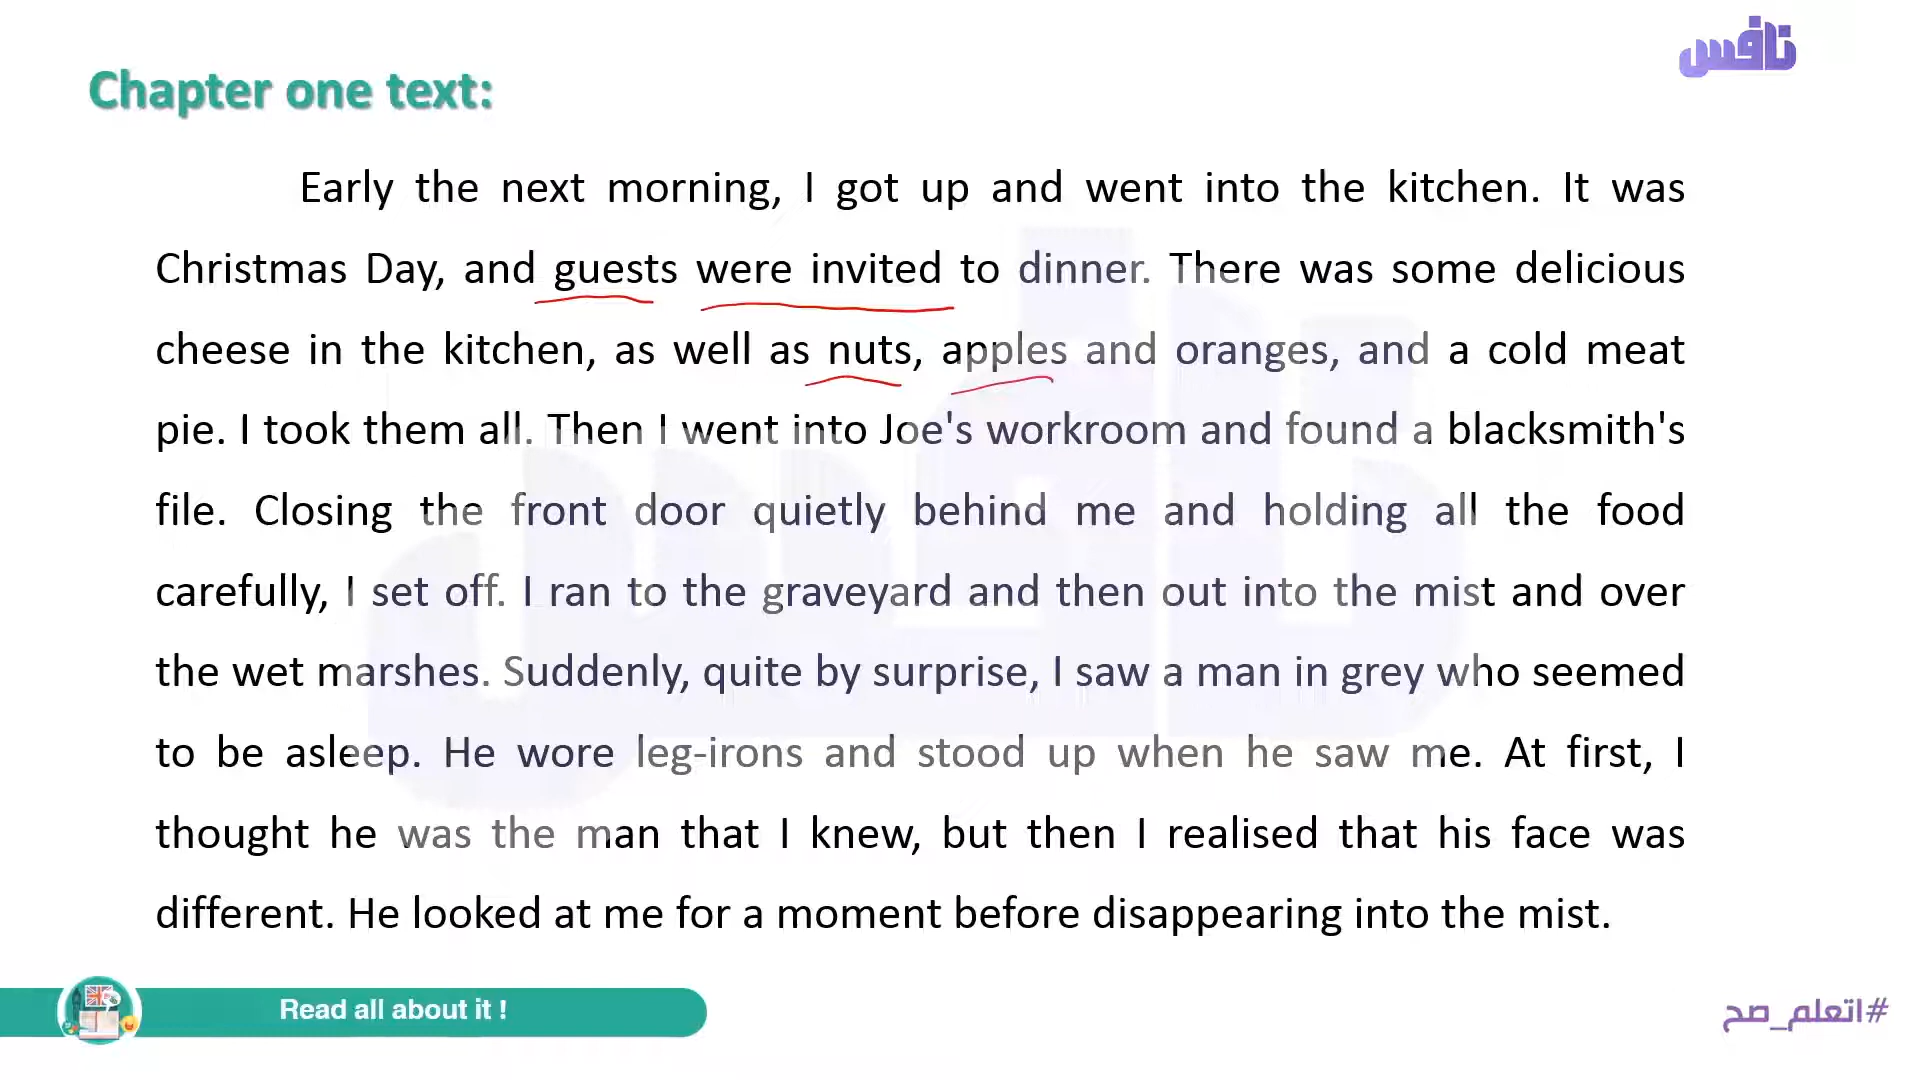 نافس
Chapter one text:
Early the next morning, I got up and went into the kitchen. It was
Christmas Day, and guests were invited to dinner. There was some delicious
cheese in the kitchen, as well as nuts, apples and oranges, and a cold meat
pie. I took them all. Then I went into Joe's workroom and found a blacksmith's
file. Closing the front door quietly behind me and holding all the food
carefully, I set off. I ran to the graveyard and then out into the mist and over
the wet marshes. Suddenly, quite by surprise, I saw a man in grey who seemed
to be asleep. He wore leg-irons and stood up when he saw me. At first, I
thought he was the man that I knew, but then I realised that his face was
different. He looked at me for a moment before disappearing into the mist.
Read all about it !
#اتعلم_صح